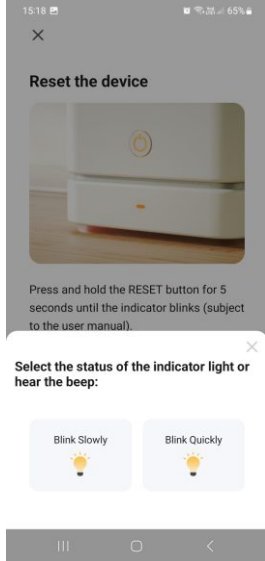 15:18
65%
Reset the device
Press and hold the RESET button for 5
seconds until the indicator blinks (subject
to the user manual).
Select the status of the indicator light or
hear the beep:
Blink Slowly
Blink Quickly